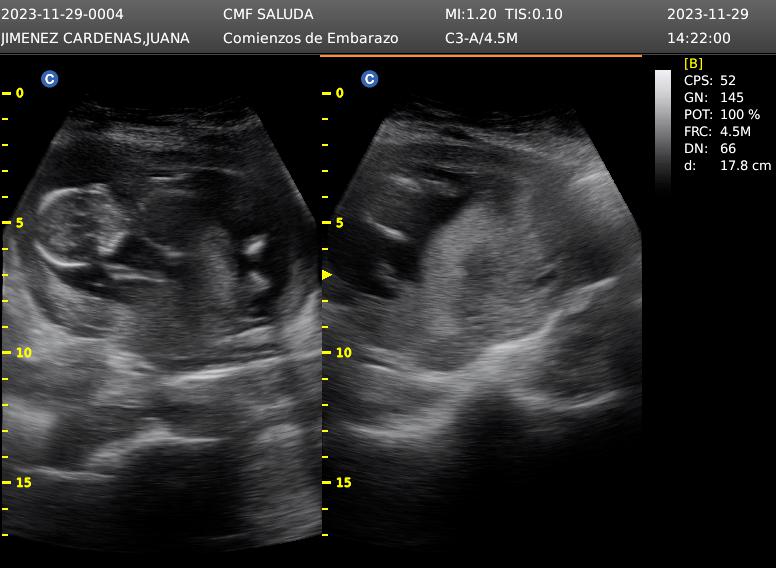 2023-11-29-0004 CMF SALUDA MI:1.20 TIS:0.10 2023-11-29
JIMENEZ CARDENAS,JUANA Comienzos de Embarazo C3-A/4.5M 14:22:00
C C
[B]
CPS: 52
GN: 145
POT: 100 %
FRC: 4.5M
DN: 66
d: 17.8 cm
0 0
5 5
10 10
15 15